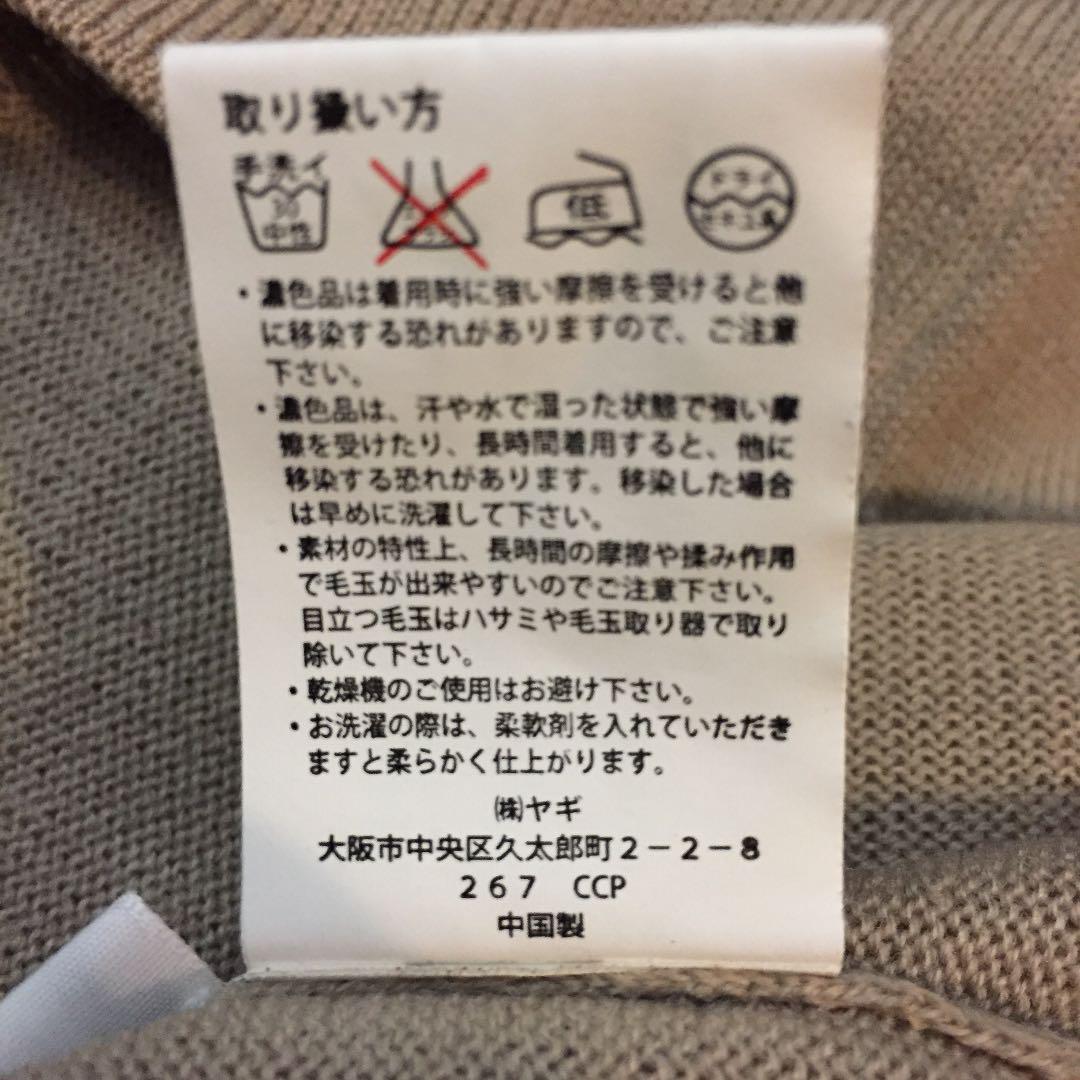 取り扱い方
手洗イ
30
中性
低
ドライ
セキユ系
・濃色品は着用時に強い摩擦を受けると他
に移染する恐れがありますので、ご注意
下さい。
・濃色品は、汗や水で湿った状態で強い摩
擦を受けたり、長時間着用すると、他に
移染する恐れがあります。移染した場合
は早めに洗濯して下さい。
・素材の特性上、長時間の摩擦や揉み作用
で毛玉が出来やすいのでご注意下さい。
目立つ毛玉はハサミや毛玉取り器で取り
除いて下さい。
・乾燥機のご使用はお避け下さい。
・お洗濯の際は、柔軟剤を入れていただき
ますと柔らかく仕上がります。
㈱ヤギ
大阪市中央区久太郎町２－２－８
２６７　CCP
中国製